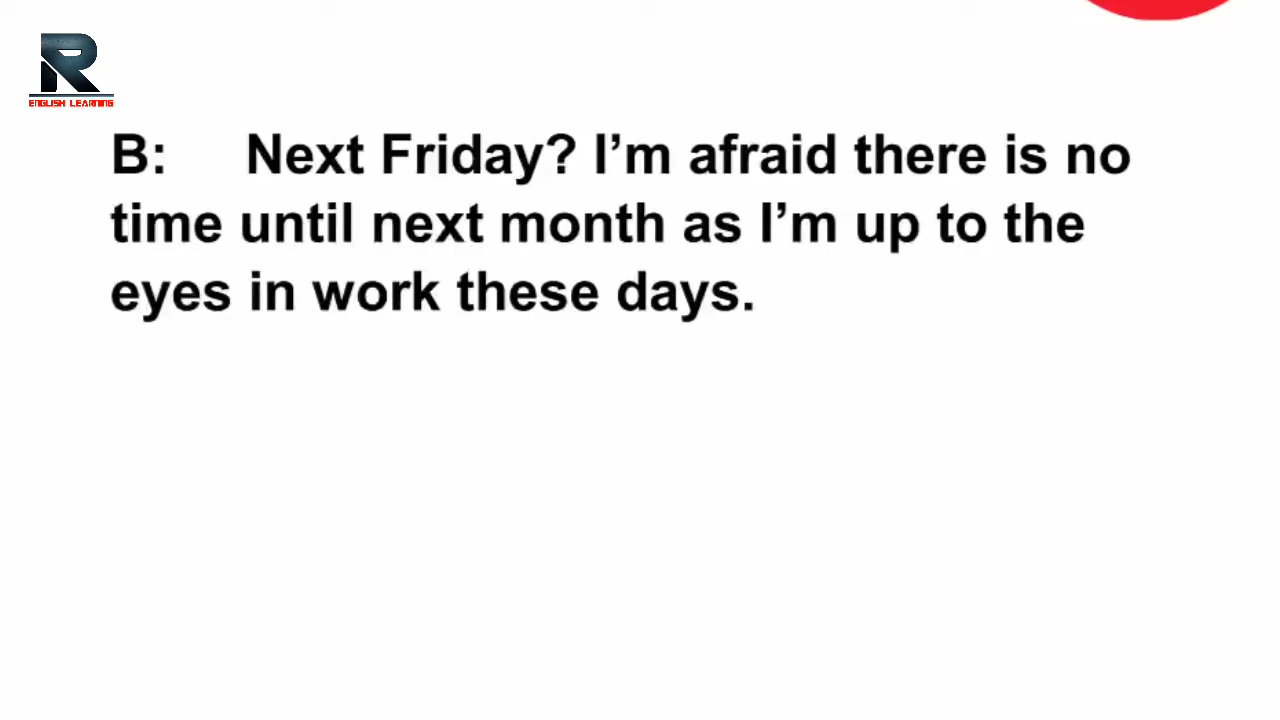 R
ENGLISH LEARNING
B: Next Friday? I’m afraid there is no
time until next month as I’m up to the
eyes in work these days.